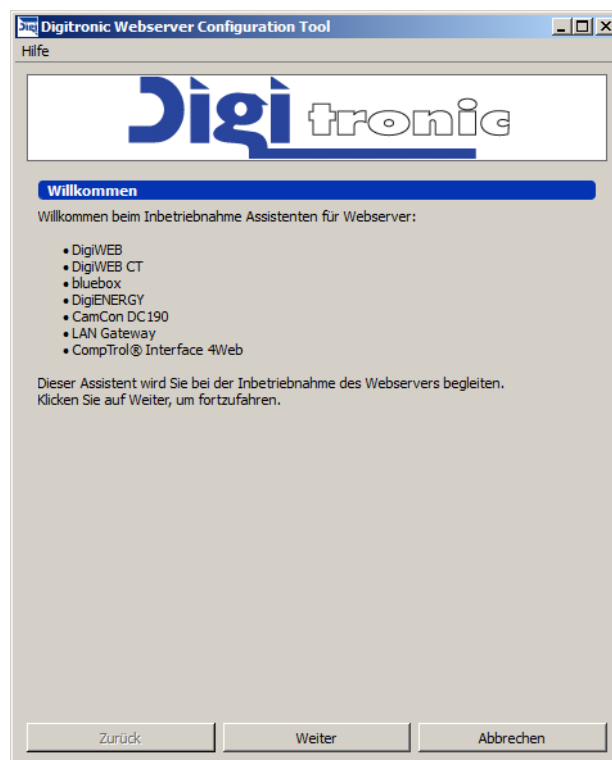 Digitronic Webserver Configuration Tool
Hilfe
Digi tronic
Willkommen
Willkommen beim Inbetriebnahme Assistenten für Webserver:
• DigiWEB
• DigiWEB CT
• bluebox
• DigiENERGY
• CamCon DC190
• LAN Gateway
• CompTrol® Interface 4Web
Dieser Assistent wird Sie bei der Inbetriebnahme des Webservers begleiten.
Klicken Sie auf Weiter, um fortzufahren.
Zurück Weiter Abbrechen